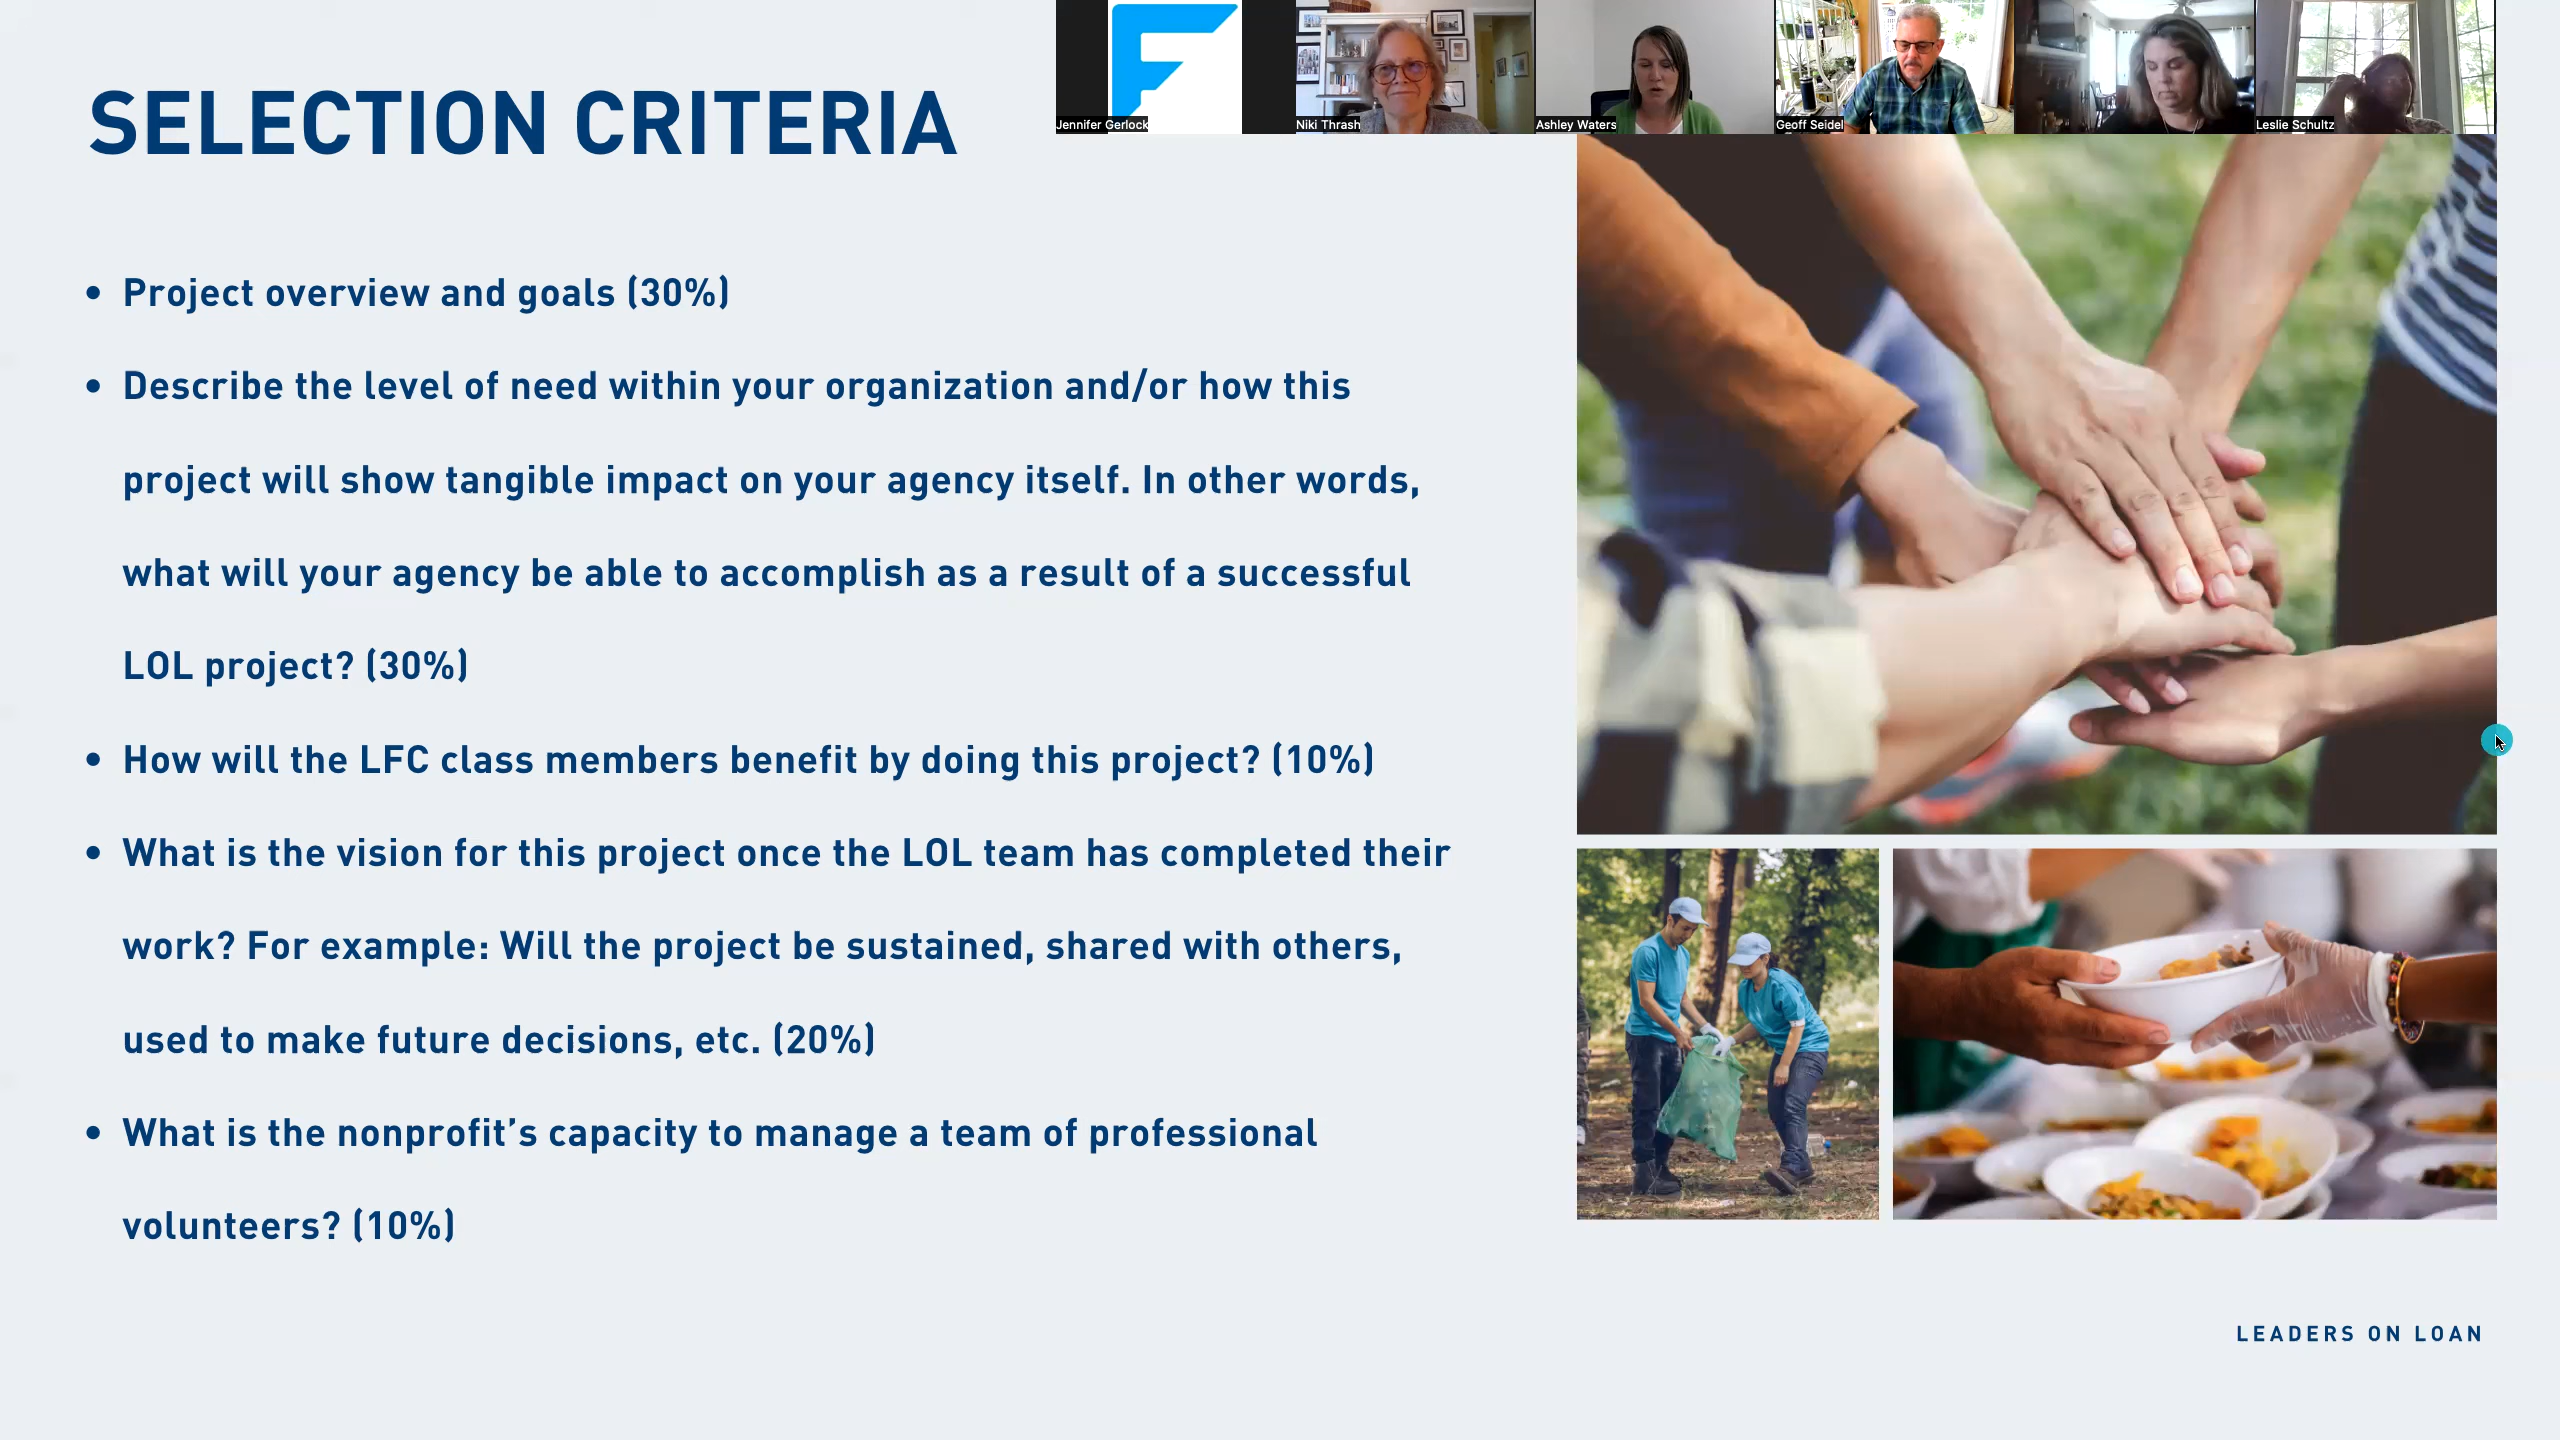 Jennifer Gerlock
Niki Thrash
Ashley Waters
Geoff Seidel
Leslie Schultz
SELECTION CRITERIA
• Project overview and goals (30%)
• Describe the level of need within your organization and/or how this
project will show tangible impact on your agency itself. In other words,
what will your agency be able to accomplish as a result of a successful
LOL project? (30%)
• How will the LFC class members benefit by doing this project? (10%)
• What is the vision for this project once the LOL team has completed their
work? For example: Will the project be sustained, shared with others,
used to make future decisions, etc. (20%)
• What is the nonprofit’s capacity to manage a team of professional
volunteers? (10%)
LEADERS ON LOAN